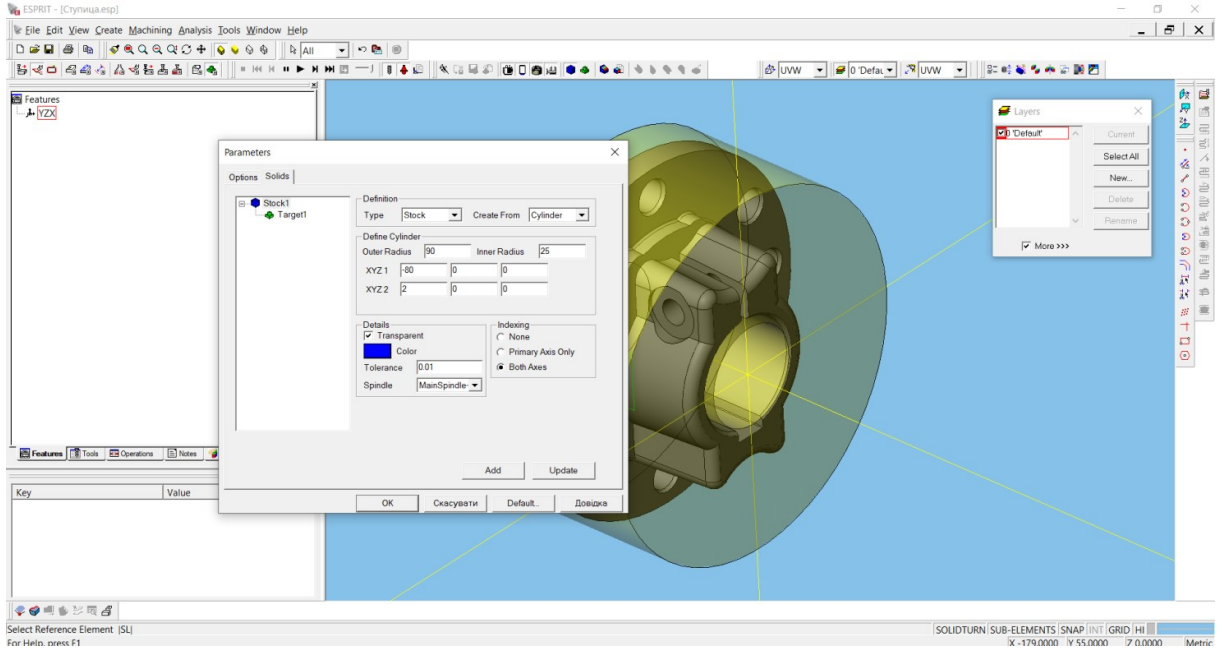 ESPRIT - [Ступица.esp]
File Edit View Create Machining Analysis Tools Window Help
All
UVW
0 'Defau
UVW
Features
YZX
Layers
0 'Default'
Current
Select All
New...
Delete
Rename
More >>>
Parameters
Options Solids
Stock1
Target1
Definition
Type Stock Create From Cylinder
Define Cylinder
Outer Radius 90 Inner Radius 25
XYZ 1 -80 0 0
XYZ 2 2 0 0
Details
Transparent
Color
Tolerance 0.01
Spindle MainSpindle-
Indexing
None
Primary Axis Only
Both Axes
Add Update
OK Скасувати Default... Довідка
Features Tools Operations Notes
Key Value
Select Reference Element |SL|
SOLIDTURN SUB-ELEMENTS SNAP INT GRID HI
For Help, press F1
X -179.0000 Y 55.0000 Z 0.0000 Metric